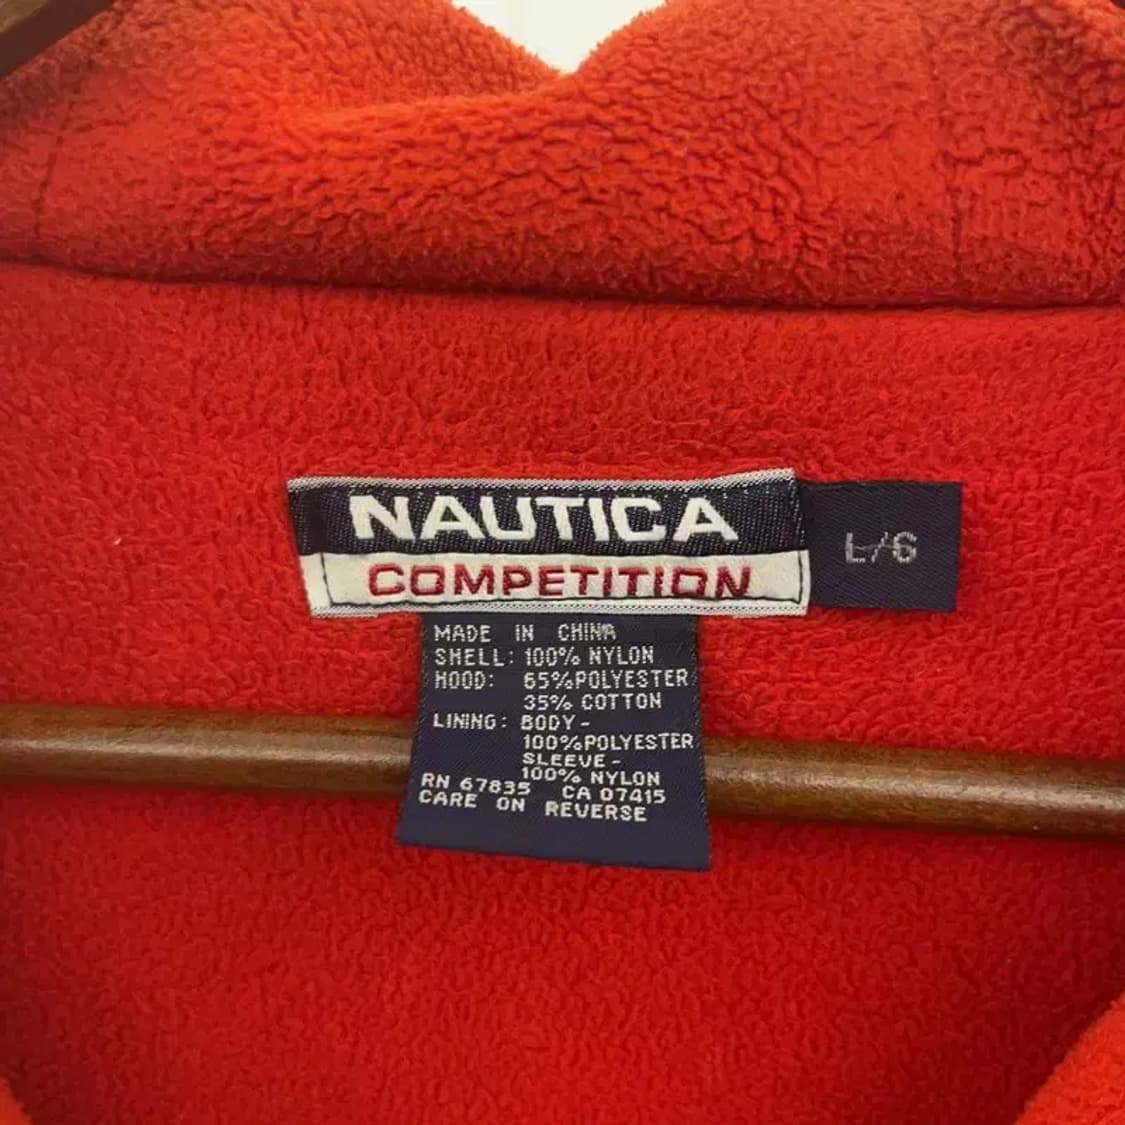 NAUTICA
COMPETITION
L/G
MADE IN CHINA
SHELL: 100% NYLON
HOOD: 65%POLYESTER
35% COTTON
LINING: BODY-
100%POLYESTER
SLEEVE-
100% NYLON
RN 67835 CA 07415
CARE ON REVERSE